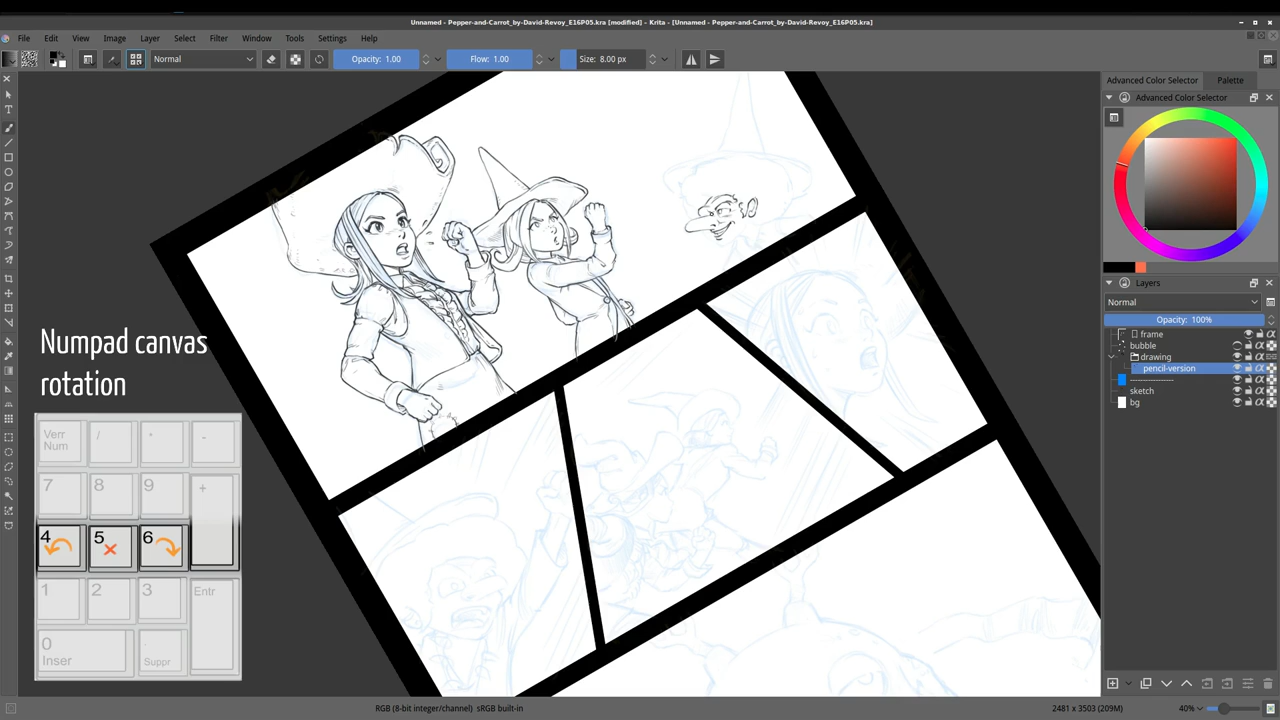 Unnamed - Pepper-and-Carrot_by-David-Revoy_E16P05.kra [modified] - Krita - [Unnamed - Pepper-and-Carrot_by-David-Revoy_E16P05.kra]
File Edit View Image Layer Select Filter Window Tools Settings Help
Normal Opacity: 1.00 Flow: 1.00 Size: 8.00 px
Advanced Color Selector Palette
Advanced Color Selector
Layers
Normal
Opacity: 100%
frame
bubble
drawing
pencil-version
----------------
sketch
bg
Numpad canvas
rotation
Verr
Num
/ * -
7 8 9 +
4 5 6
1 2 3 Entr
0
Inser
.
Suppr
RGB (8-bit integer/channel) sRGB built-in 2481 x 3503 (209M) 40%